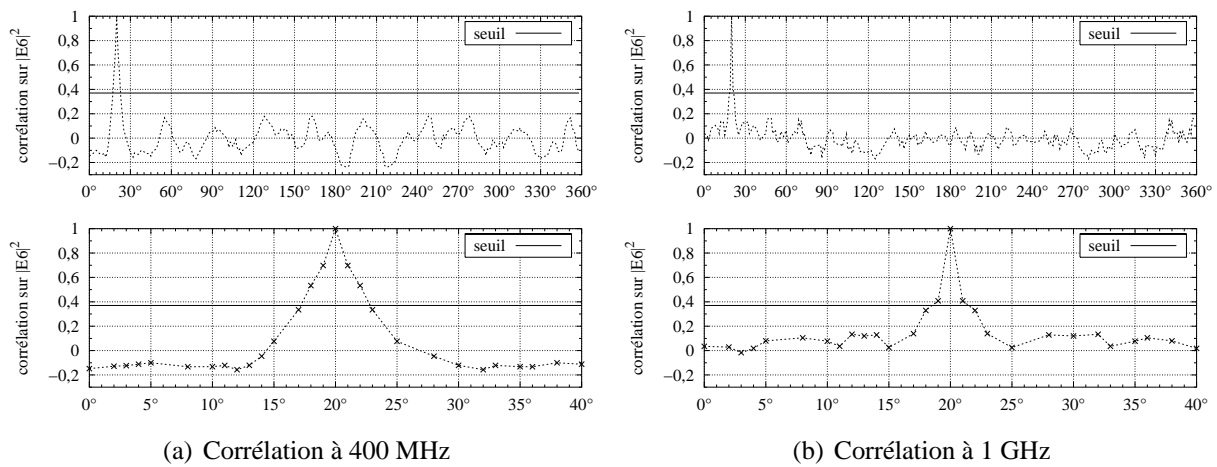 corrélation sur |E6|²
1
0,8
0,6
0,4
0,2
0
−0,2
0° 30° 60° 90° 120° 150° 180° 210° 240° 270° 300° 330° 360°
seuil
corrélation sur |E6|²
1
0,8
0,6
0,4
0,2
0
−0,2
0° 5° 10° 15° 20° 25° 30° 35° 40°
seuil
(a) Corrélation à 400 MHz
corrélation sur |E6|²
1
0,8
0,6
0,4
0,2
0
−0,2
0° 30° 60° 90° 120° 150° 180° 210° 240° 270° 300° 330° 360°
seuil
corrélation sur |E6|²
1
0,8
0,6
0,4
0,2
0
−0,2
0° 5° 10° 15° 20° 25° 30° 35° 40°
seuil
(b) Corrélation à 1 GHz